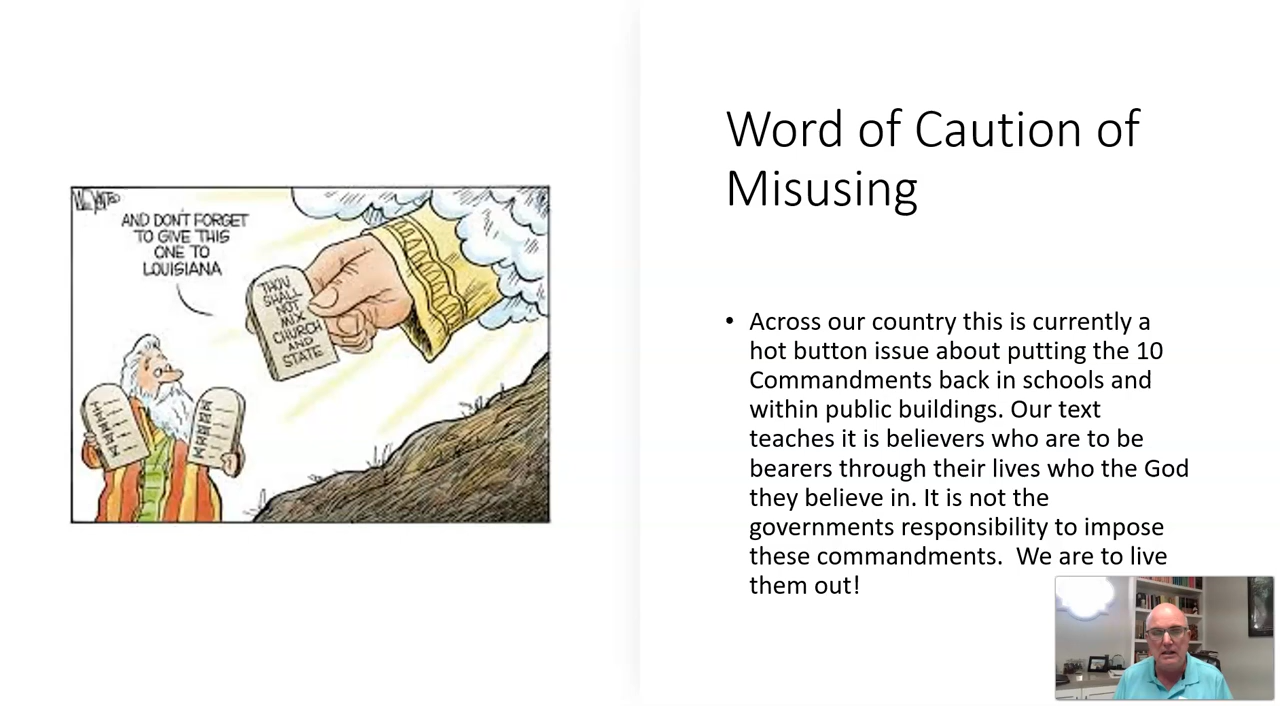 AND DON'T FORGET
TO GIVE THIS
ONE TO
LOUISIANA
THOU
SHALL
NOT
MIX
CHURCH
AND
STATE
Word of Caution of
Misusing
• Across our country this is currently a
hot button issue about putting the 10
Commandments back in schools and
within public buildings. Our text
teaches it is believers who are to be
bearers through their lives who the God
they believe in. It is not the
governments responsibility to impose
these commandments.  We are to live
them out!